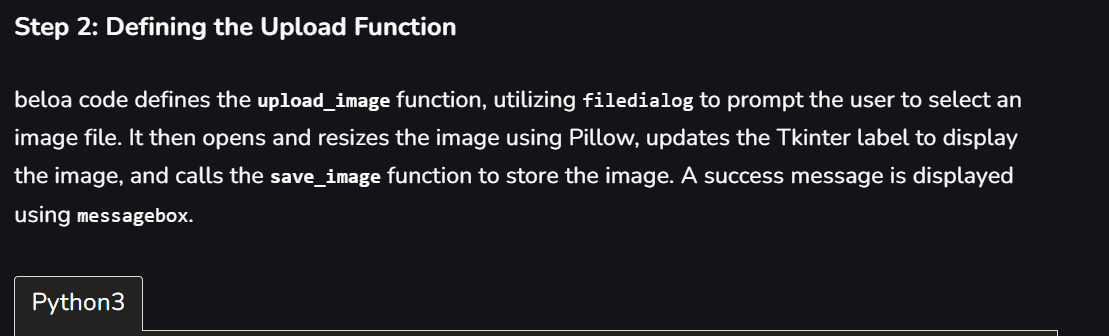 Step 2: Defining the Upload Function
beloa code defines the upload_image function, utilizing filedialog to prompt the user to select an
image file. It then opens and resizes the image using Pillow, updates the Tkinter label to display
the image, and calls the save_image function to store the image. A success message is displayed
using messagebox.
Python3